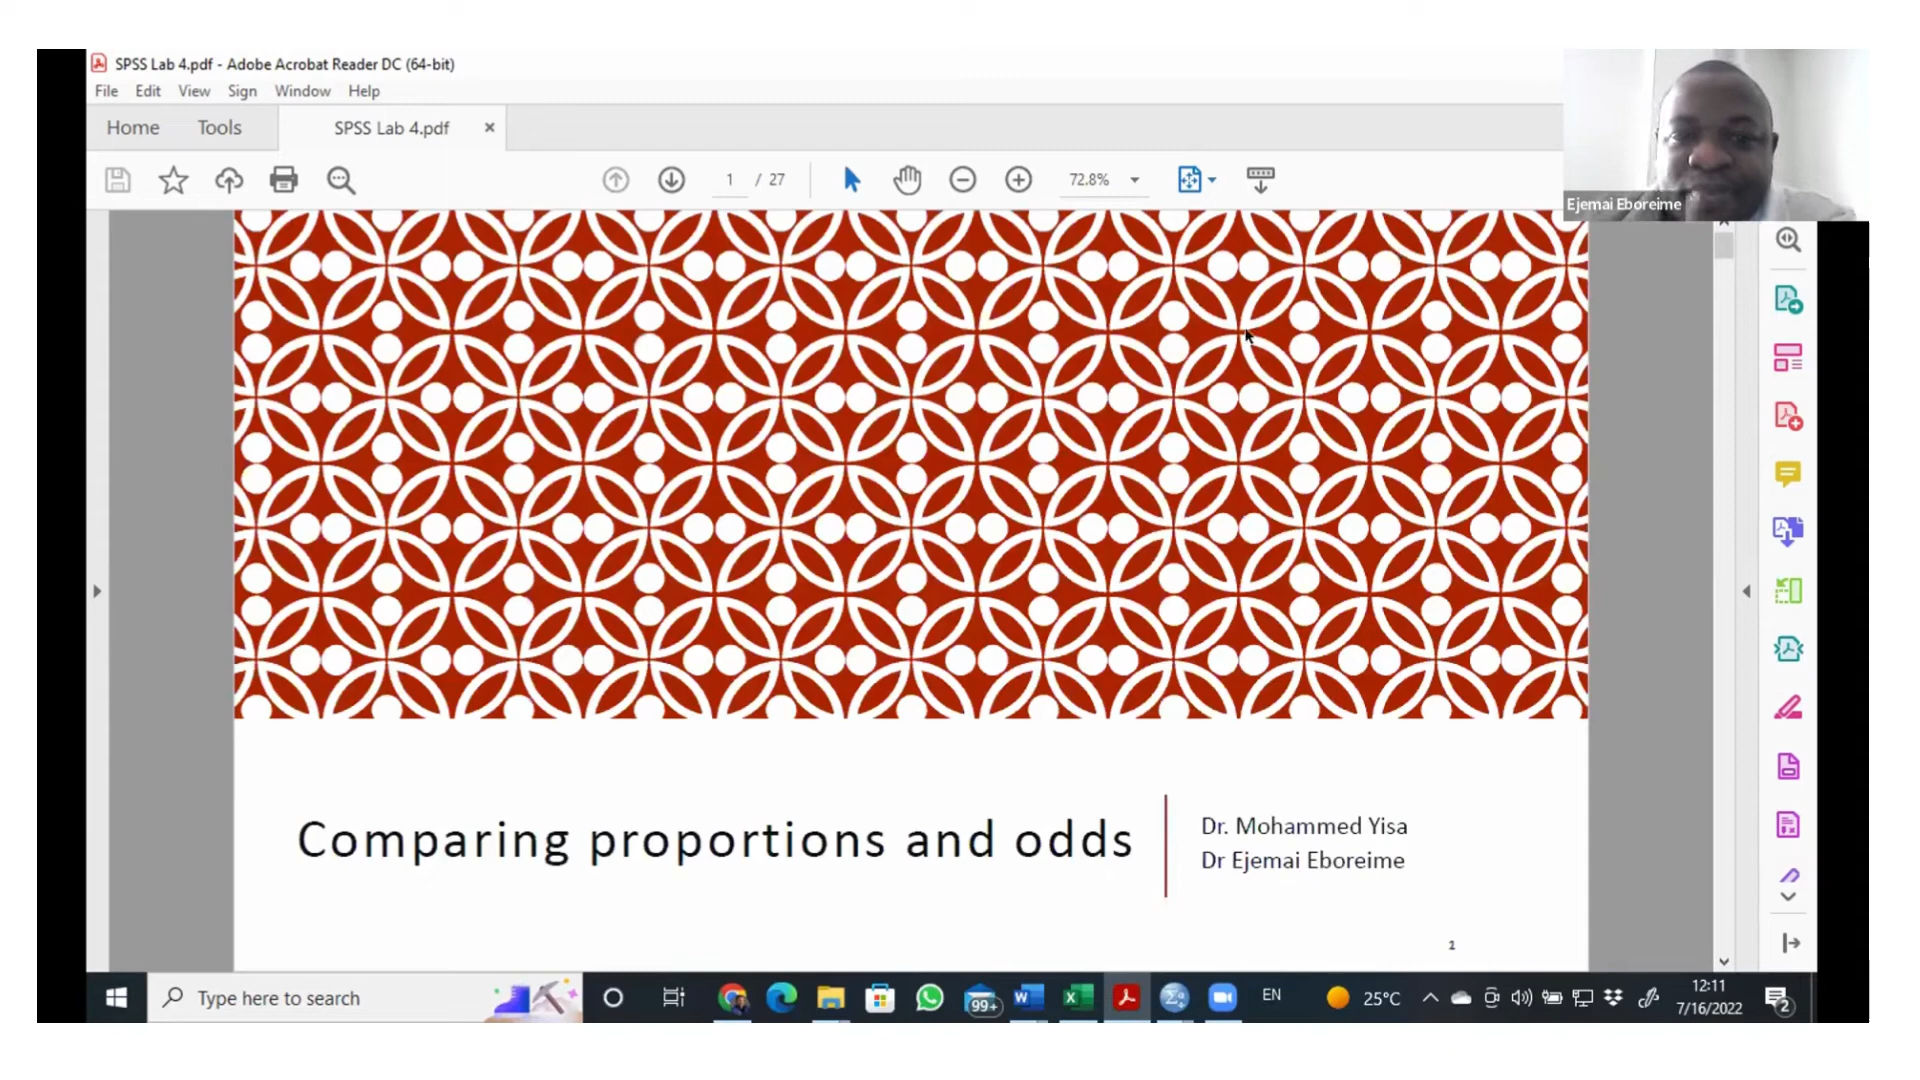 SPSS Lab 4.pdf - Adobe Acrobat Reader DC (64-bit)
File Edit View Sign Window Help
Home Tools SPSS Lab 4.pdf
1 / 27 72.8%
Ejemai Eboreime
Comparing proportions and odds
Dr. Mohammed Yisa
Dr Ejemai Eboreime
Type here to search
99+
EN
25°C
12:11
7/16/2022
2